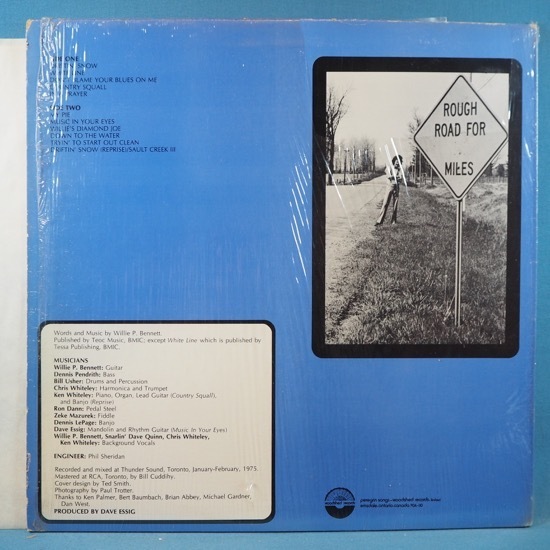 SIDE ONE
DRIFTIN' SNOW
WHITE LINE
DON'T BLAME YOUR BLUES ON ME
COUNTRY SQUALL
PRAYER
SIDE TWO
ME PIE
MUSIC IN YOUR EYES
WILLIE'S DIAMOND JOE
DOWN TO THE WATER
TRYIN' TO START OUT CLEAN
DRIFTIN' SNOW (REPRISE)/SAULT CREEK III
ROUGH
ROAD FOR
MILES
Words and Music by Willie P. Bennett.
Published by Teoc Music, BMIC; except White Line which is published by
Tessa Publishing, BMIC.
MUSICIANS
Willie P. Bennett: Guitar
Dennis Pendrith: Bass
Bill Usher: Drums and Percussion
Chris Whiteley: Harmonica and Trumpet
Ken Whiteley: Piano, Organ, Lead Guitar (Country Squall),
and Banjo (Reprise)
Ron Dann: Pedal Steel
Zeke Mazurek: Fiddle
Dennis LePage: Banjo
Dave Essig: Mandolin and Rhythm Guitar (Music In Your Eyes)
Willie P. Bennett, Snarlin' Dave Quinn, Chris Whiteley,
Ken Whiteley: Background Vocals
ENGINEER: Phil Sheridan
Recorded and mixed at Thunder Sound, Toronto, January-February, 1975.
Mastered at RCA, Toronto, by Bill Cuddihy.
Cover design by Ted Smith.
Photography by Paul Trotter.
Thanks to Ken Palmer, Bert Baumbach, Brian Abbey, Michael Gardner,
Dan West.
PRODUCED BY DAVE ESSIG